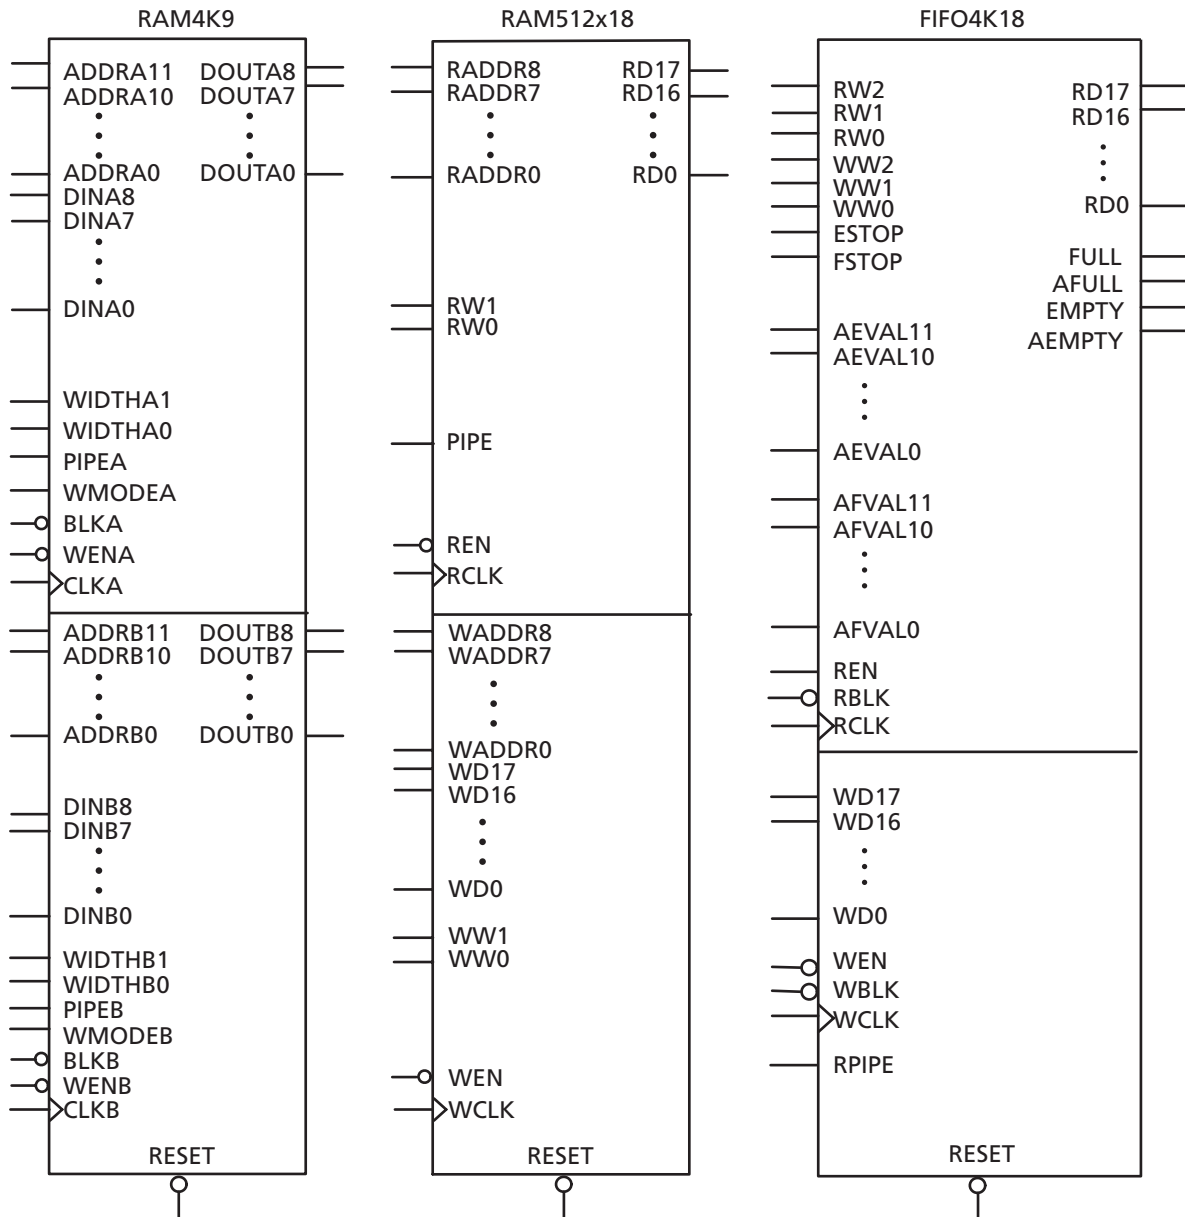 RAM4K9
ADDRA11 DOUTA8
ADDRA10 DOUTA7
ADDRA0 DOUTA0
DINA8
DINA7
DINA0
WIDTHA1
WIDTHA0
PIPEA
WMODEA
BLKA
WENA
CLKA
ADDRB11 DOUTB8
ADDRB10 DOUTB7
ADDRB0 DOUTB0
DINB8
DINB7
DINB0
WIDTHB1
WIDTHB0
PIPEB
WMODEB
BLKB
WENB
CLKB
RESET
RAM512x18
RADDR8 RD17
RADDR7 RD16
RADDR0 RD0
RW1
RW0
PIPE
REN
RCLK
WADDR8
WADDR7
WADDR0
WD17
WD16
WD0
WW1
WW0
WEN
WCLK
RESET
FIFO4K18
RW2 RD17
RW1 RD16
RW0
WW2
WW1
WW0 RD0
ESTOP
FSTOP FULL
AFULL
EMPTY
AEVAL11 AEMPTY
AEVAL10
AEVAL0
AFVAL11
AFVAL10
AFVAL0
REN
RBLK
RCLK
WD17
WD16
WD0
WEN
WBLK
WCLK
RPIPE
RESET